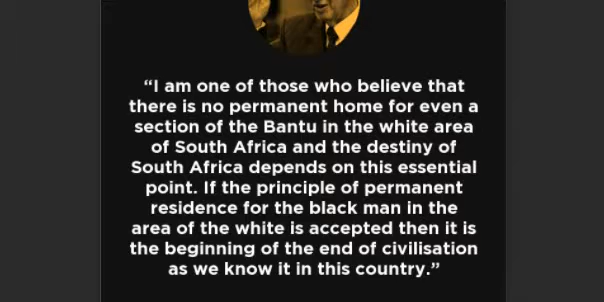 “I am one of those who believe that
there is no permanent home for even a
section of the Bantu in the white area
of South Africa and the destiny of
South Africa depends on this essential
point. If the principle of permanent
residence for the black man in the
area of the white is accepted then it is
the beginning of the end of civilisation
as we know it in this country.”